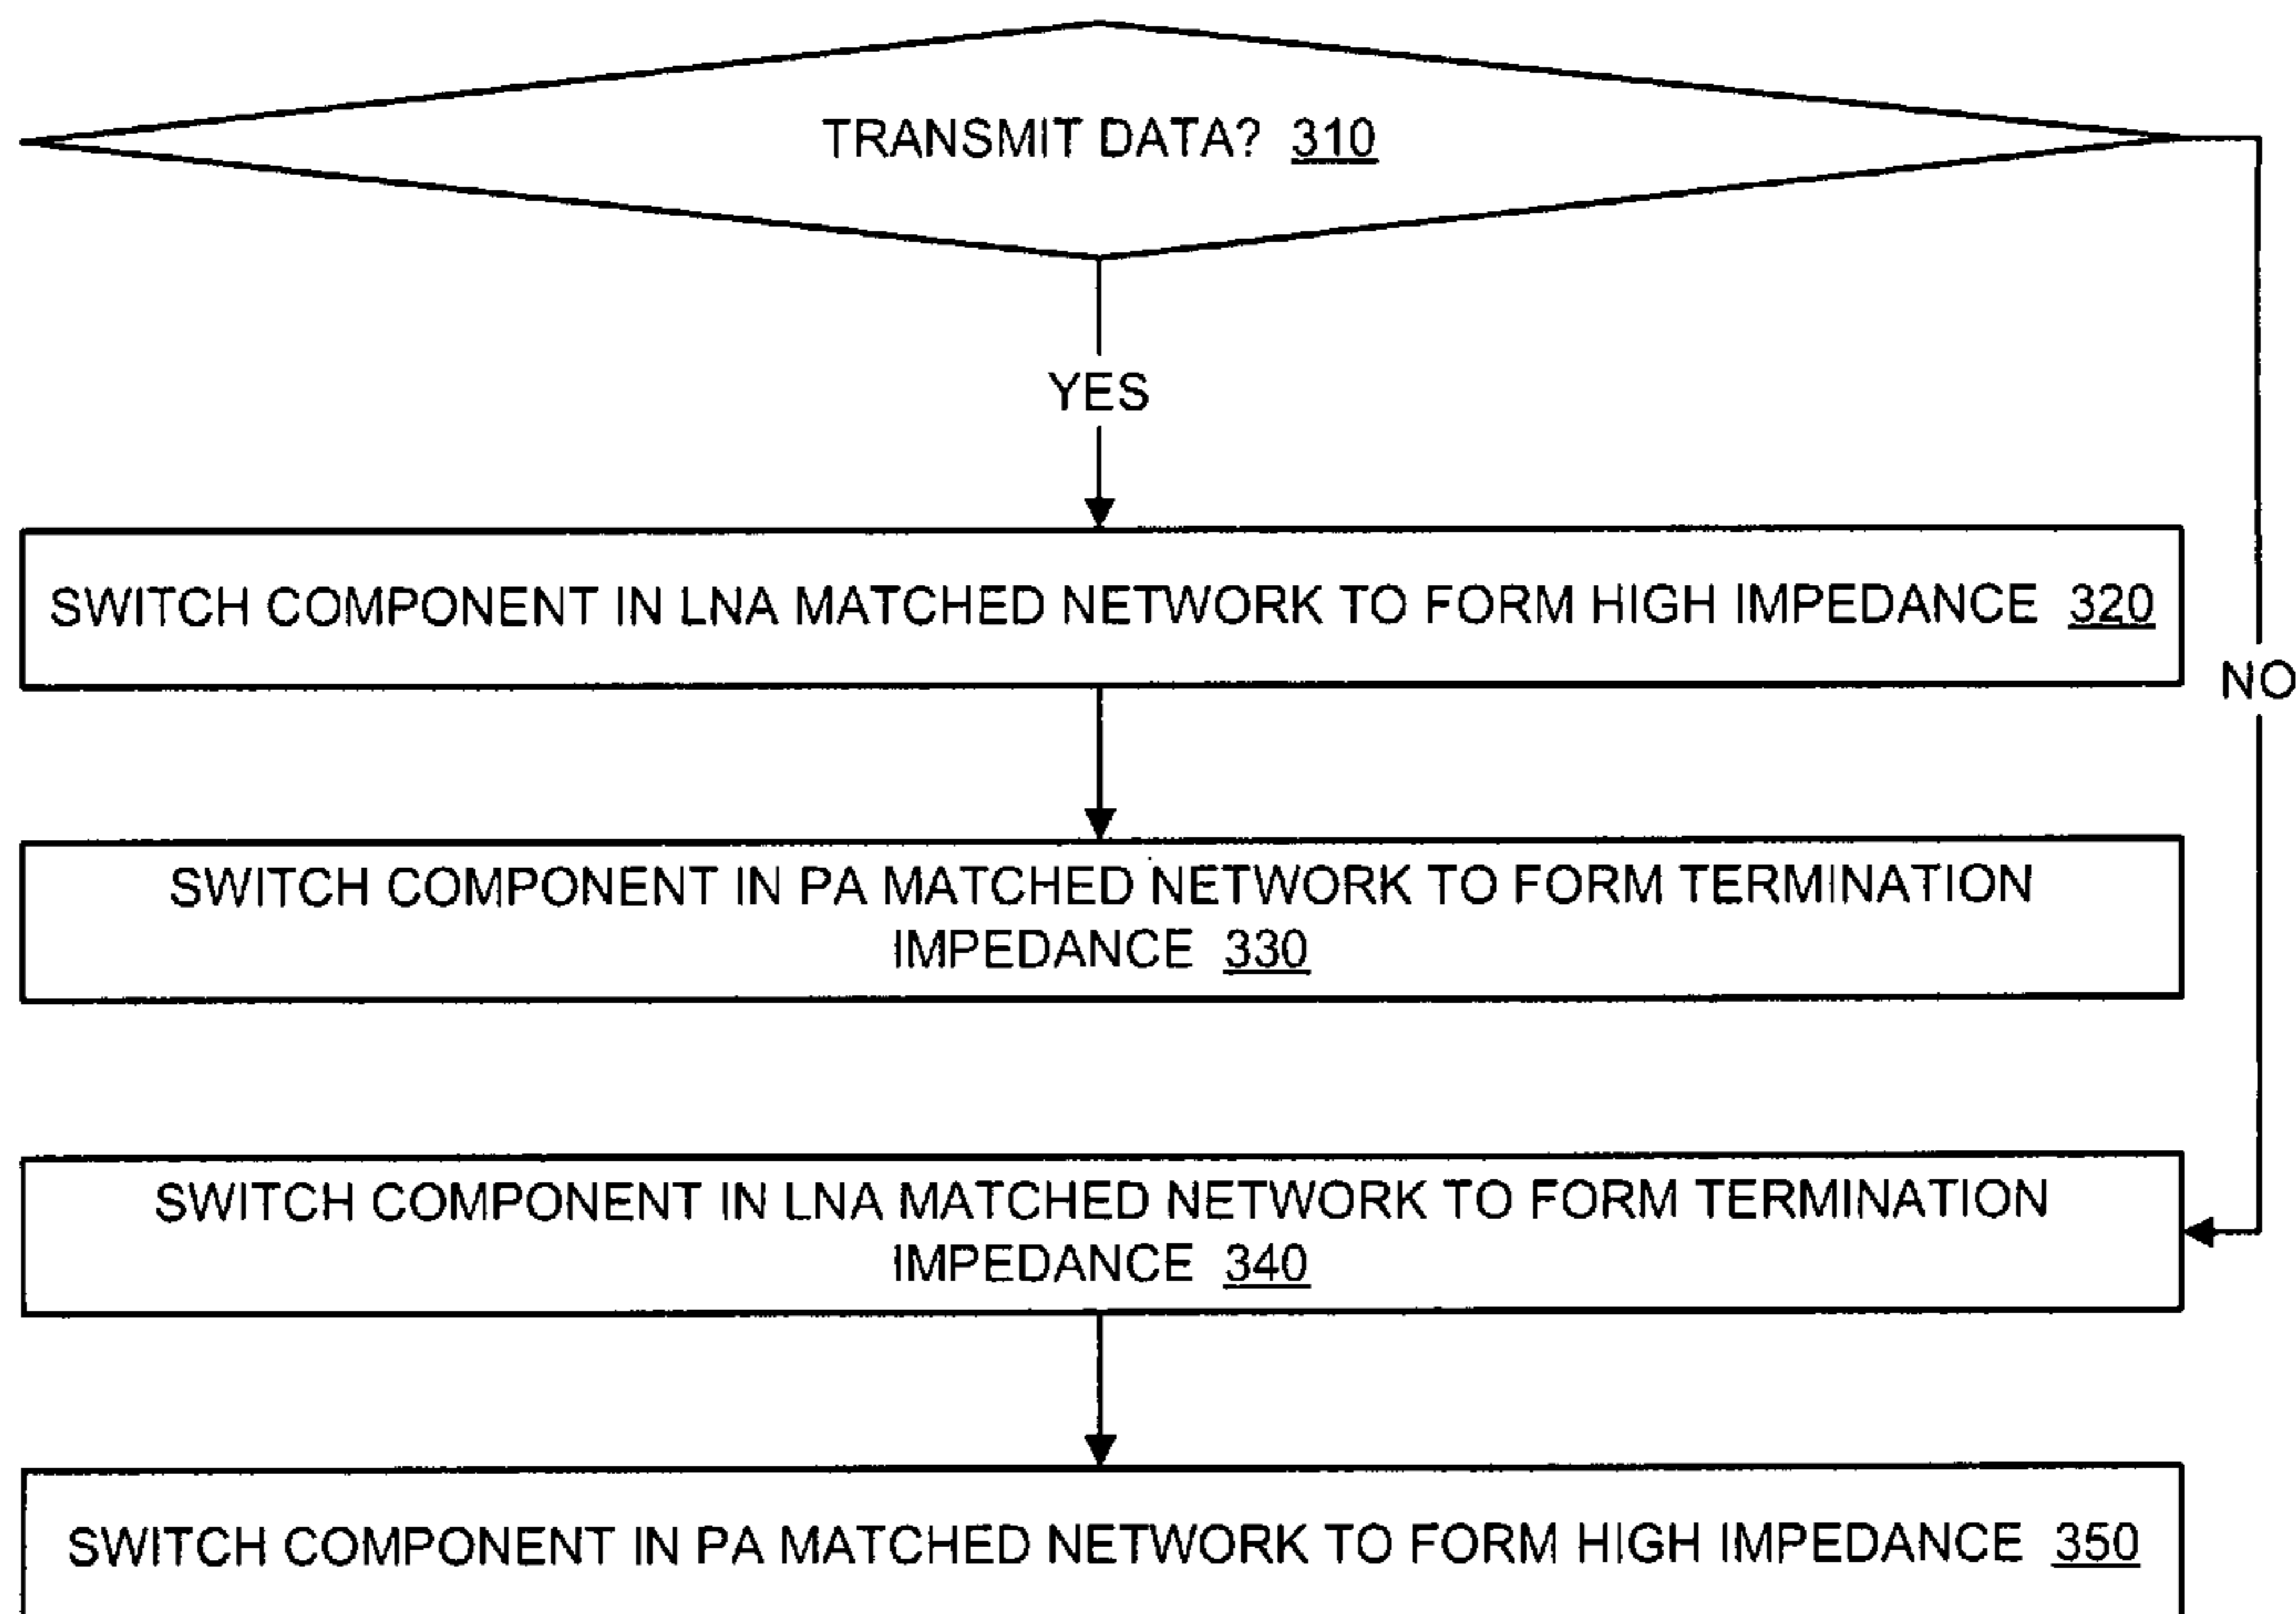 TRANSMIT DATA? 310
YES
SWITCH COMPONENT IN LNA MATCHED NETWORK TO FORM HIGH IMPEDANCE 320
NO
SWITCH COMPONENT IN PA MATCHED NETWORK TO FORM TERMINATION
IMPEDANCE 330
SWITCH COMPONENT IN LNA MATCHED NETWORK TO FORM TERMINATION
IMPEDANCE 340
SWITCH COMPONENT IN PA MATCHED NETWORK TO FORM HIGH IMPEDANCE 350